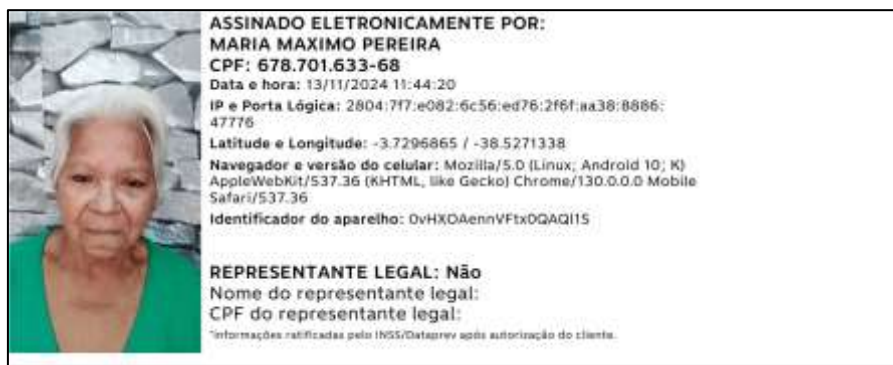 ASSINADO ELETRONICAMENTE POR:
MARIA MAXIMO PEREIRA
CPF: 678.701.633-68
Data e hora: 13/11/2024 11:44:20
IP e Porta Lógica: 2804:7f7:e082:6c56:ed76:2f6f:aa38:8886:
47776
Latitude e Longitude: -3.7296865 / -38.5271338
Navegador e versão do celular: Mozilla/5.0 (Linux; Android 10; K)
AppleWebKit/537.36 (KHTML, like Gecko) Chrome/130.0.0.0 Mobile
Safari/537.36
Identificador do aparelho: 0vHXOAennVFtx0QAQI1S
REPRESENTANTE LEGAL: Não
Nome do representante legal:
CPF do representante legal:
*Informações ratificadas pelo INSS/Dataprev após autorização do cliente.